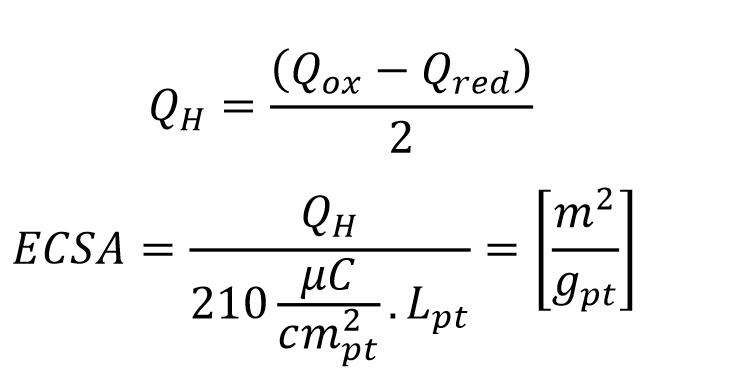 Q_H = (Q_ox − Q_red) / 2
ECSA = Q_H / (210 μC/cm²_pt . L_pt) = [m²/g_pt]